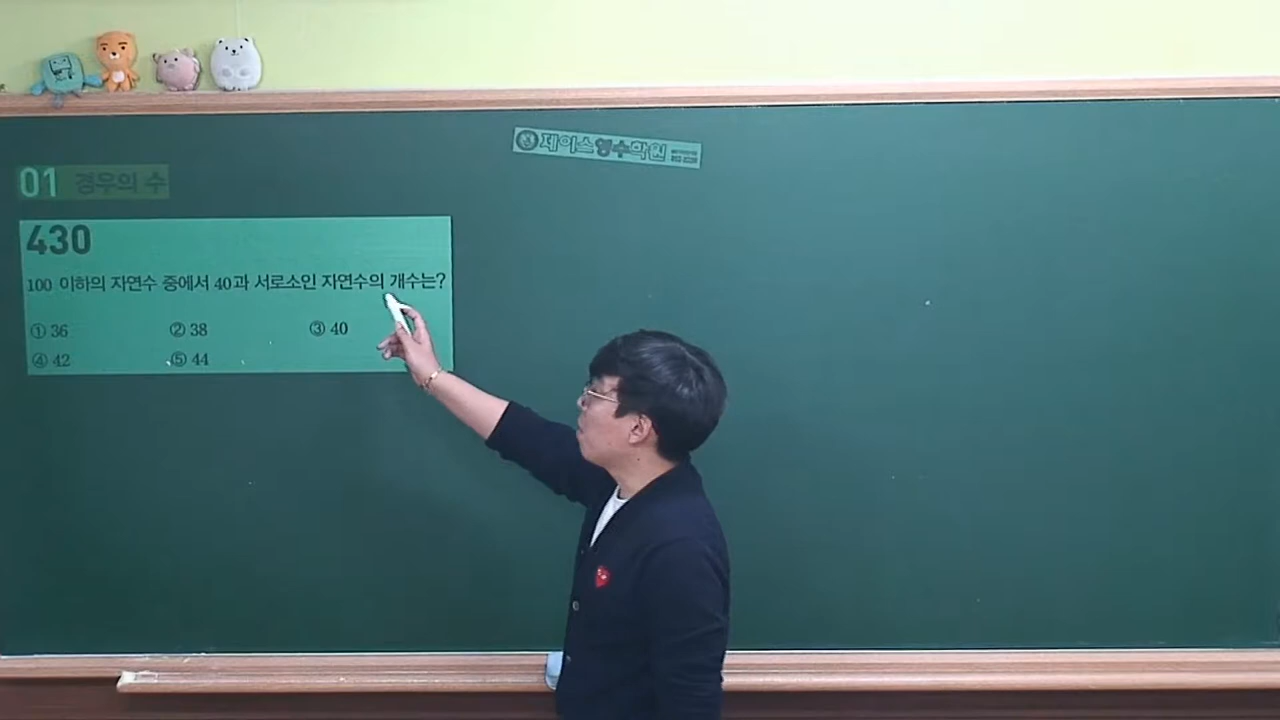 제이스영수학원
01 경우의 수
430
100 이하의 자연수 중에서 40과 서로소인 자연수의 개수는?
① 36 ② 38 ③ 40
④ 42 ⑤ 44